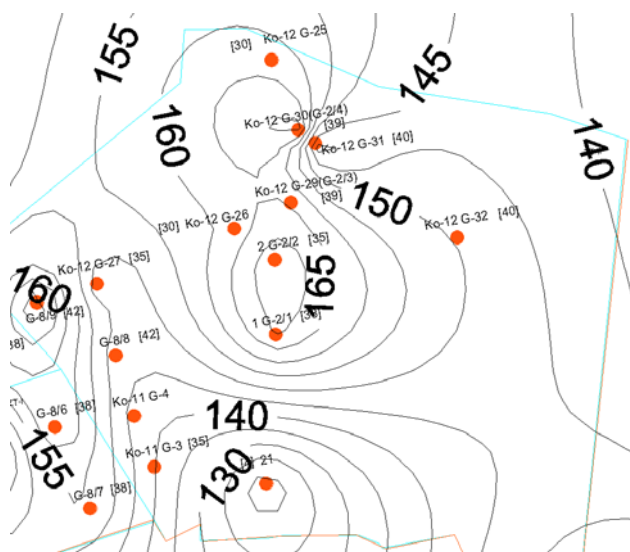 155
[30] Ko-12 G-25
145
160
Ko-12 G-30(G-2/4)
[39]
Ko-12 G-31 [40]
140
Ko-12 G-29(G-2/3)
[39]
150
[30] Ko-12 G-26
Ko-12 G-32 [40]
2 G-2/2 [35]
Ko-12 G-27 [35]
165
160
G-8/9 [42]
1 G-2/1
G-8/8 [42]
38]
Ko-11 G-4
140
G-8/6 [38]
155
Ko-11 G-3 [35]
130
21
G-8/7 [38]